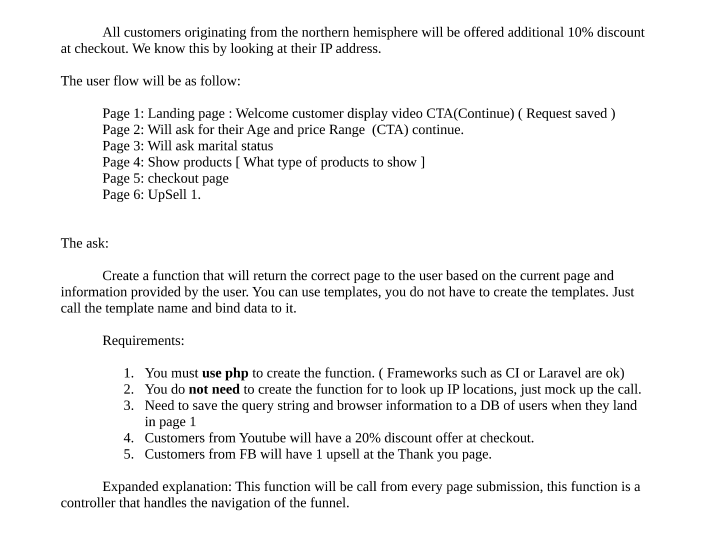 All customers originating from the northern hemisphere will be offered additional 10% discount
at checkout. We know this by looking at their IP address.
The user flow will be as follow:
Page 1: Landing page : Welcome customer display video CTA(Continue) ( Request saved )
Page 2: Will ask for their Age and price Range  (CTA) continue.
Page 3: Will ask marital status
Page 4: Show products [ What type of products to show ]
Page 5: checkout page
Page 6: UpSell 1.
The ask:
Create a function that will return the correct page to the user based on the current page and
information provided by the user. You can use templates, you do not have to create the templates. Just
call the template name and bind data to it.
Requirements:
1. You must use php to create the function. ( Frameworks such as CI or Laravel are ok)
2. You do not need to create the function for to look up IP locations, just mock up the call.
3. Need to save the query string and browser information to a DB of users when they land
in page 1
4. Customers from Youtube will have a 20% discount offer at checkout.
5. Customers from FB will have 1 upsell at the Thank you page.
Expanded explanation: This function will be call from every page submission, this function is a
controller that handles the navigation of the funnel.